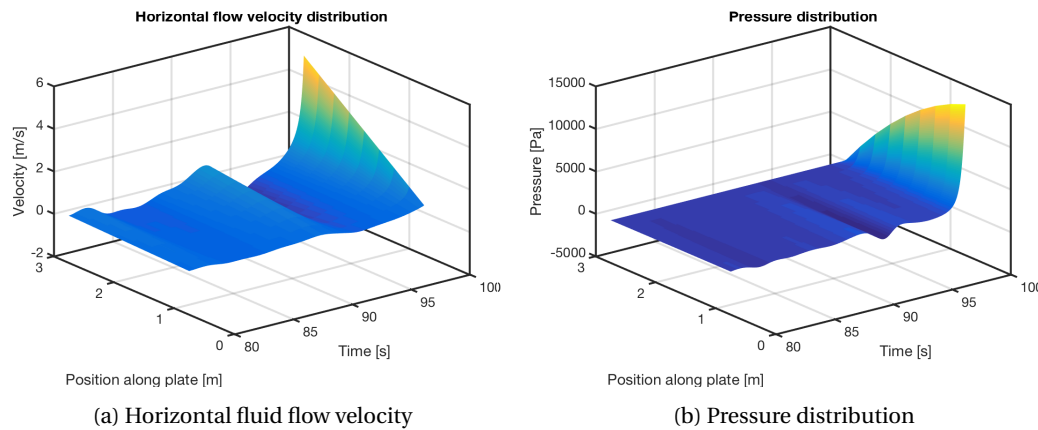 Horizontal flow velocity distribution
6
4
2
0
-2
Velocity [m/s]
3
2
1
0
Position along plate [m]
80
85
90
95
100
Time [s]
(a) Horizontal fluid flow velocity
Pressure distribution
15000
10000
5000
0
-5000
Pressure [Pa]
3
2
1
0
Position along plate [m]
80
85
90
95
100
Time [s]
(b) Pressure distribution